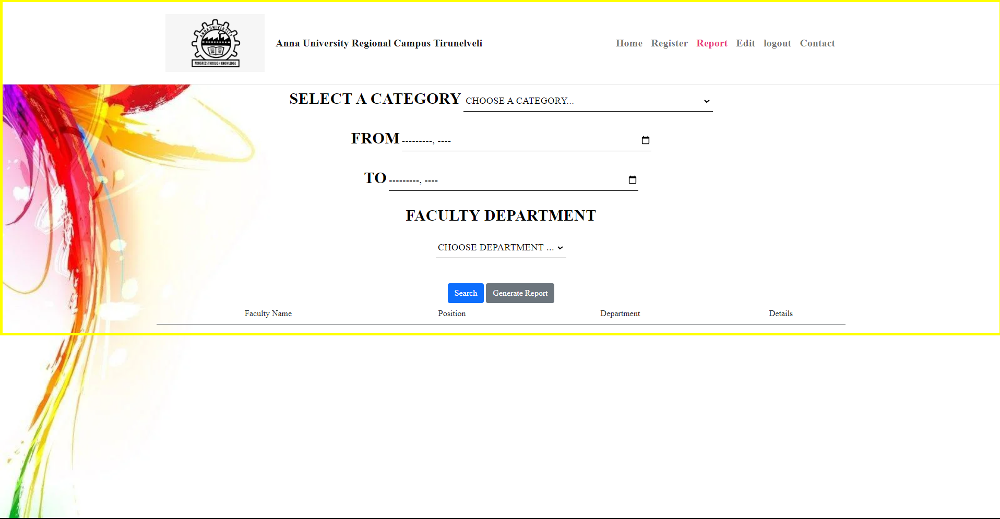 ANNA UNIVERSITY
PROGRESS THROUGH KNOWLEDGE
Anna University Regional Campus Tirunelveli
Home Register Report Edit logout Contact
SELECT A CATEGORY CHOOSE A CATEGORY...
FROM ---------, ----
TO ---------, ----
FACULTY DEPARTMENT
CHOOSE DEPARTMENT ...
Search Generate Report
Faculty Name Position Department Details